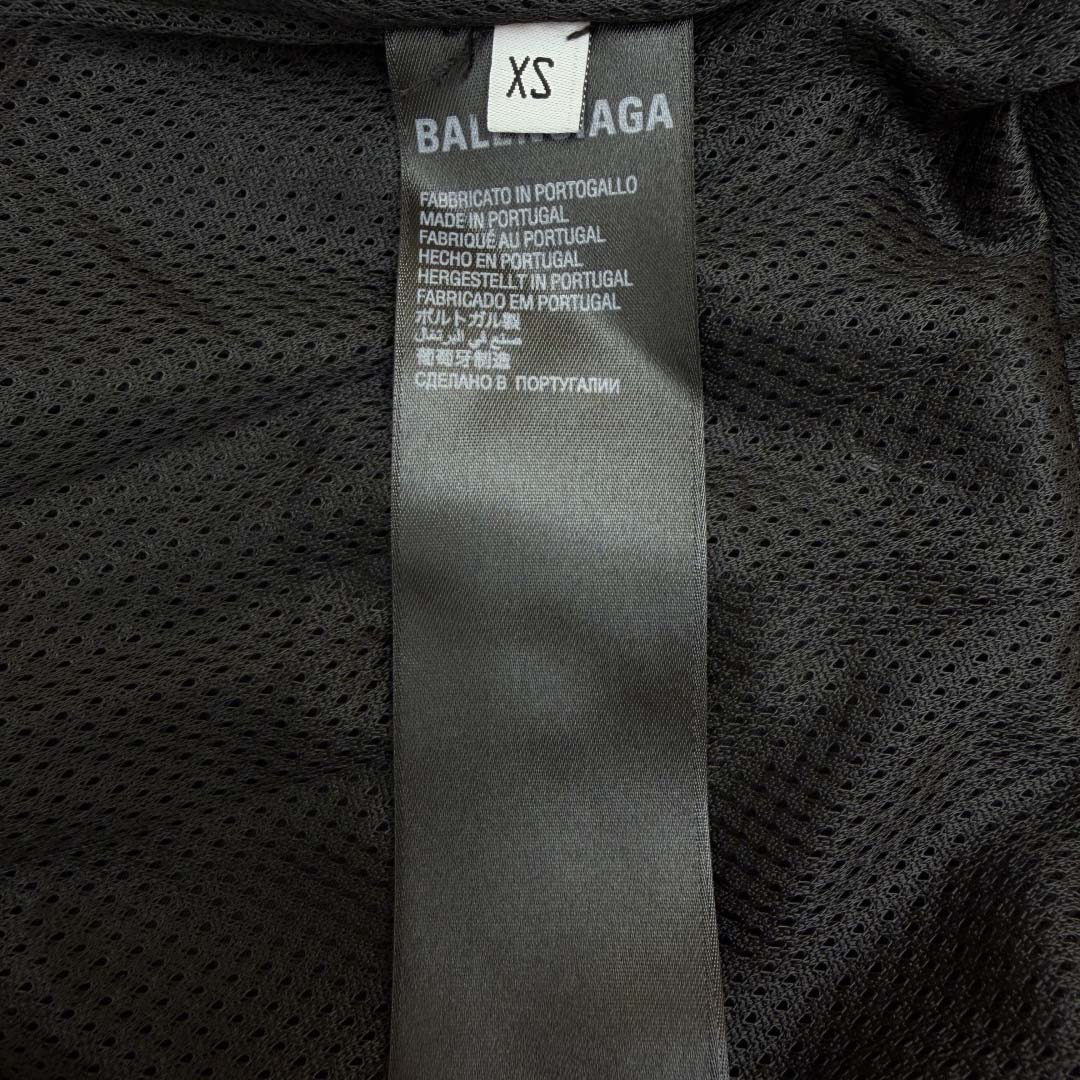 XS
BALENCIAGA
FABBRICATO IN PORTOGALLO
MADE IN PORTUGAL
FABRIQUÉ AU PORTUGAL
HECHO EN PORTUGAL
HERGESTELLT IN PORTUGAL
FABRICADO EM PORTUGAL
ポルトガル製
صنع في البرتغال
葡萄牙制造
СДЕЛАНО В ПОРТУГАЛИИ